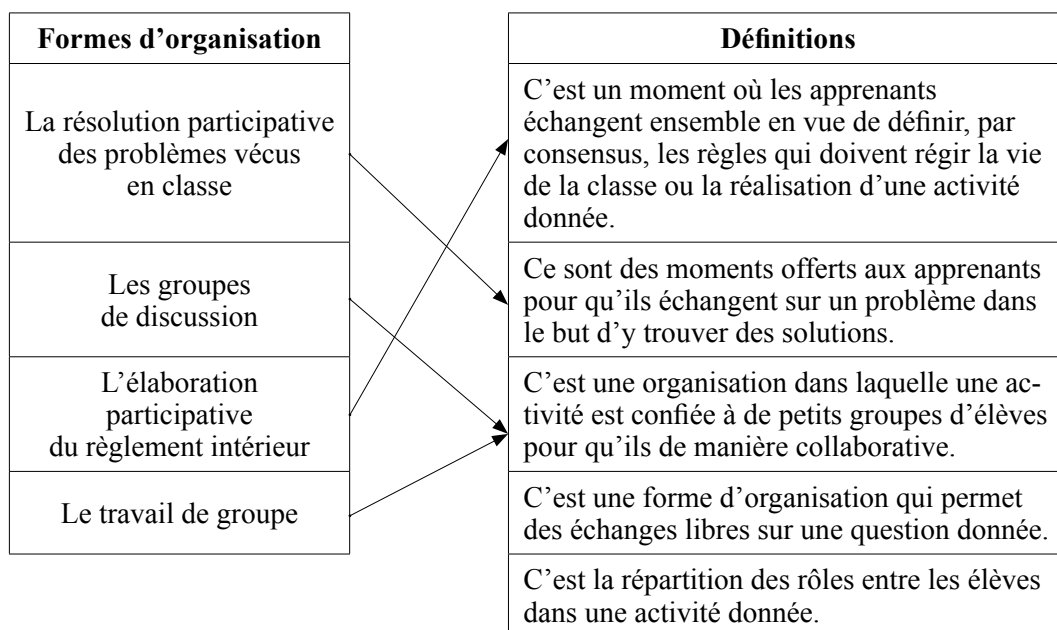 Formes d’organisation
La résolution participative
des problèmes vécus
en classe
Les groupes
de discussion
L’élaboration
participative
du règlement intérieur
Le travail de groupe
Définitions
C’est un moment où les apprenants
échangent ensemble en vue de définir, par
consensus, les règles qui doivent régir la vie
de la classe ou la réalisation d’une activité
donnée.
Ce sont des moments offerts aux apprenants
pour qu’ils échangent sur un problème dans
le but d’y trouver des solutions.
C’est une organisation dans laquelle une ac-
tivité est confiée à de petits groupes d’élèves
pour qu’ils de manière collaborative.
C’est une forme d’organisation qui permet
des échanges libres sur une question donnée.
C’est la répartition des rôles entre les élèves
dans une activité donnée.